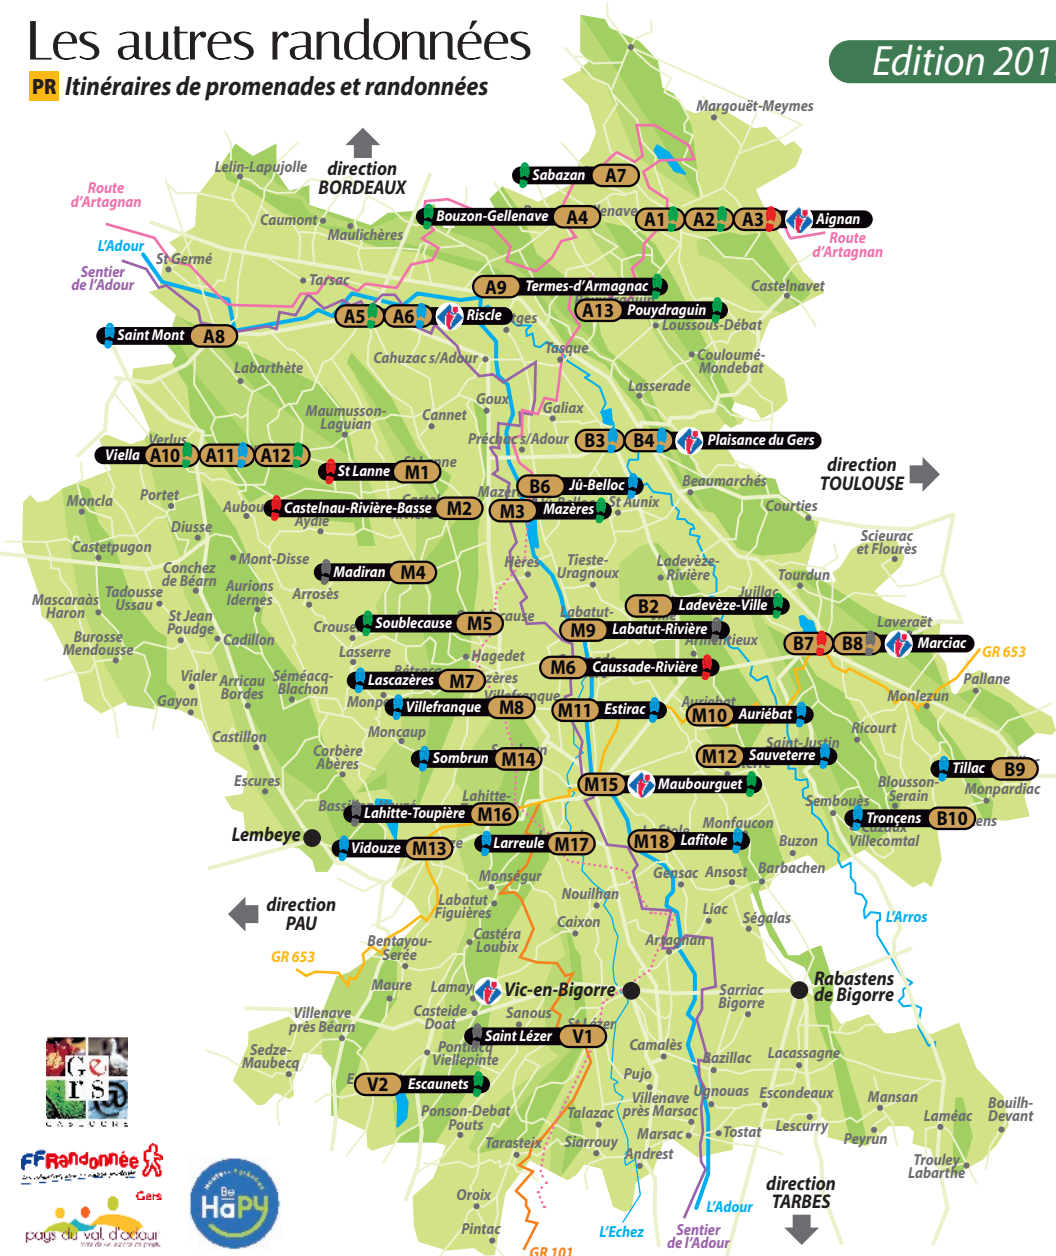 Les autres randonnées
PR Itinéraires de promenades et randonnées
Edition 201
Margouët-Meymes
direction
BORDEAUX
Lelin-Lapujolle
Sabazan A7
Route
d'Artagnan
Bouzon-Gellenave A4
A1 A2 A3 Aignan
Caumont
Maulichères
Route
d'Artagnan
L'Adour
St Germé
Sentier
de l'Adour
Tarsac
A9 Termes-d'Armagnac
Castelnavet
A5 A6 Riscle
A13 Pouydraguin
Loussous-Débat
Saint Mont A8
Cahuzac s/Adour
Tasque
Couloumé-
Mondebat
Labarthète
Lasserade
Maumusson-
Laguian
Cannet
Goux
Galiax
Préchac s/Adour
B3 B4 Plaisance du Gers
Verlus
Viella A10 A11 A12
St Lanne M1
direction
TOULOUSE
B6 Jû-Belloc
Beaumarchés
Moncla
Portet
Castelnau-Rivière-Basse M2
M3 Mazères
St Aunix
Courties
Diusse
Aydie
Scieurac
et Flourès
Castetpugon
Mont-Disse
Conchez
de Béarn
Madiran M4
Hères
Tieste-
Uragnoux
Ladevèze-
Rivière
Tourdun
Mascaraàs
Haron
Tadousse
Ussau
Aurions
Idernes
Arrosès
Juillac
B2 Ladevèze-Ville
St Jean
Poudge
Soublecause M5
Labatut-
M9 Labatut-Rivière
Armentieux
Laveraët
B7 B8 Marciac
Burosse
Mendousse
Cadillon
Lasserre
Hagedet
M6 Caussade-Rivière
GR 653
Vialer
Arricau
Bordes
Séméacq-
Blachon
Lascazères M7
Pallane
Gayon
Villefranque M8
M11 Estirac
M10 Auriébat
Monlezun
Castillon
Moncaup
Saint-Justin
Ricourt
Corbère
Abères
Sombrun M14
M12 Sauveterre
Tillac B9
Escures
M15 Maubourguet
Blousson-
Serain
Monpardiac
Lahitte-
Sembouès
Lahitte-Toupière M16
Tronçens B10
Lembeye
Monfaucon
Villecomtal
Vidouze M13
Larreule M17
M18 Lafitole
Buzon
Barbachen
Monségur
Gensac
Ansost
direction
PAU
Labatut
Figuières
Nouilhan
Liac
Ségalas
L'Arros
Castéra
Loubix
Caixon
Artagnan
Bentayou-
Serée
GR 653
Maure
Vic-en-Bigorre
Sarriac
Bigorre
Rabastens
de Bigorre
Villenave
près Béarn
Casteide
Doat
Sanous
Saint Lézer V1
Sedze-
Maubecq
Viellepinte
Camalès
Bazillac
Lacassagne
V2 Escaunets
Pujo
Ugnouas
Escondeaux
Mansan
Bouilh-
Devant
Ponson-Debat
Pouts
Talazac
Villenave
près Marsac
Lescurry
Laméac
Tarasteix
Siarrouy
Marsac
Tostat
Peyrun
Andrest
Trouley
Labarthe
Oroix
direction
TARBES
Pintac
L'Echez
L'Adour
Sentier
de l'Adour
GR 101
Gers
FFRandonnée
Gers
pays du val d'adour
Be
HaPy